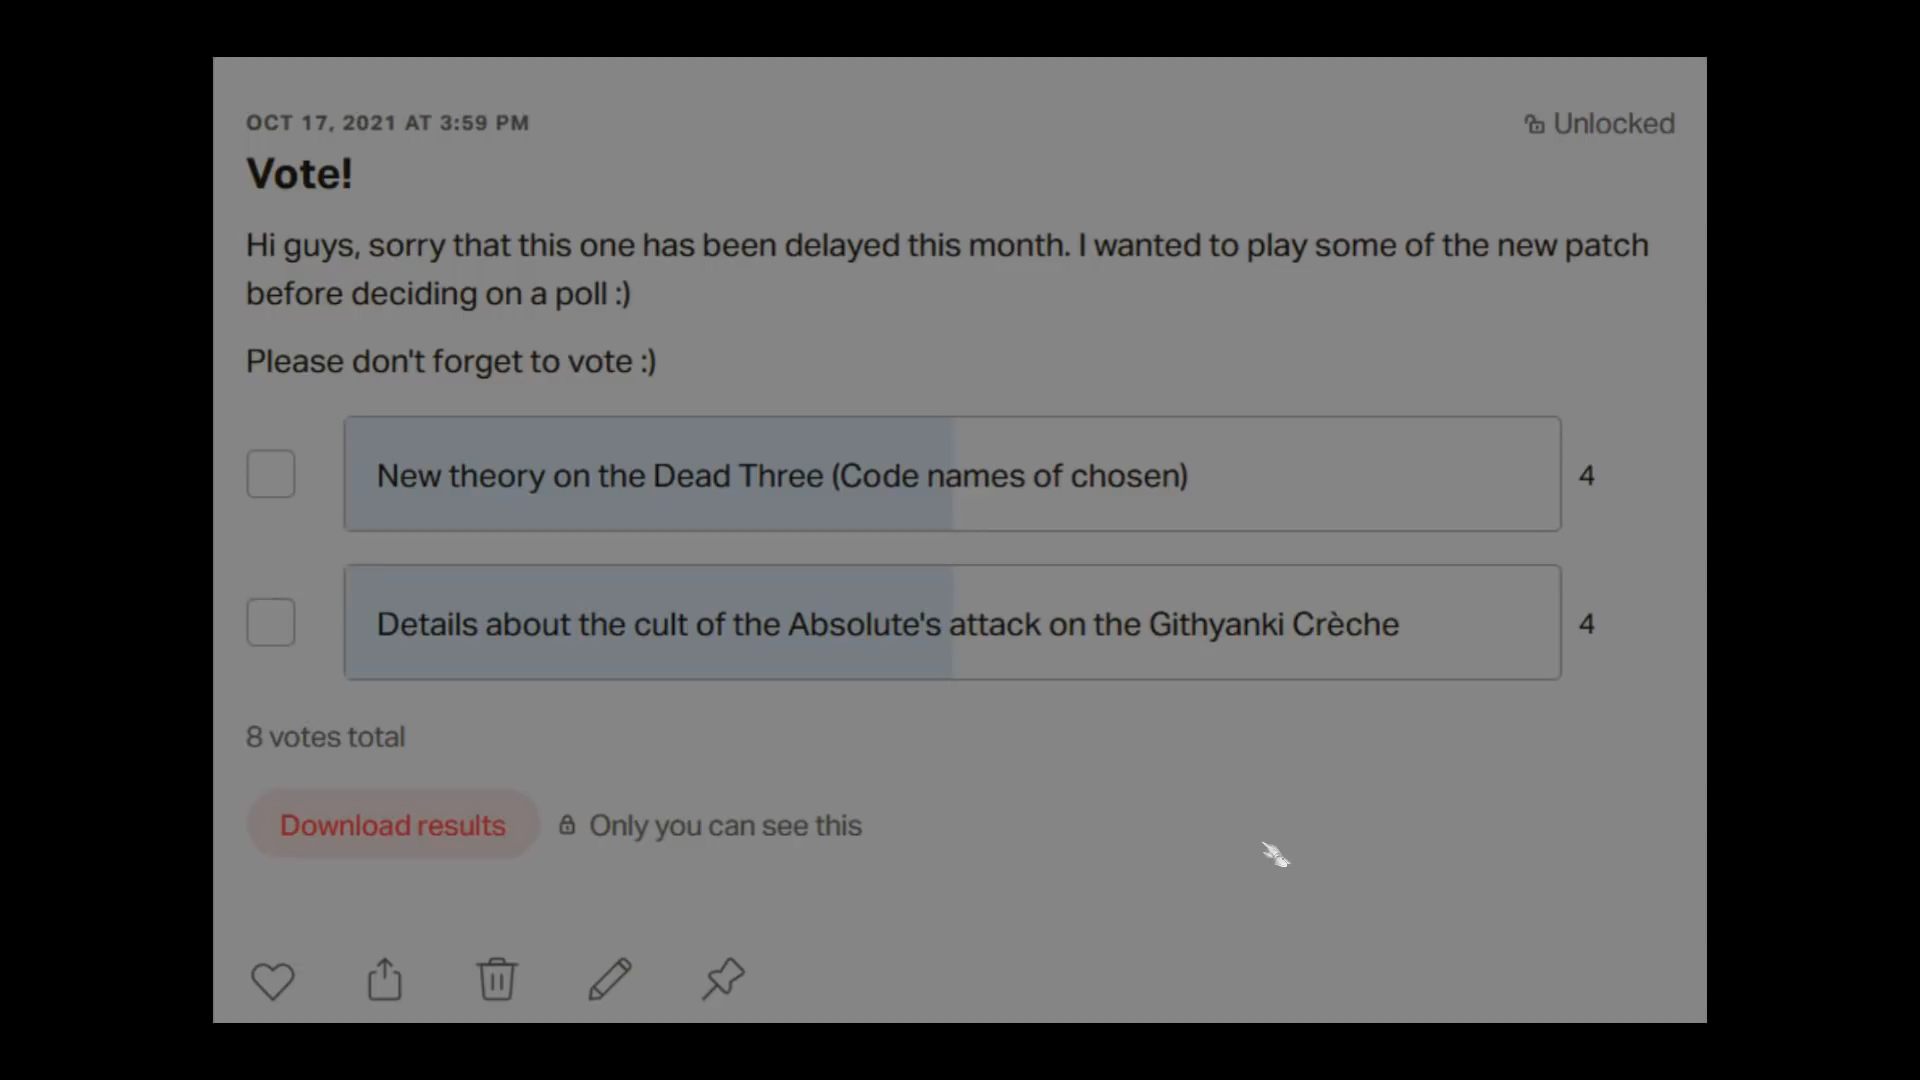 OCT 17, 2021 AT 3:59 PM
Unlocked
Vote!
Hi guys, sorry that this one has been delayed this month. I wanted to play some of the new patch
before deciding on a poll :)
Please don't forget to vote :)
New theory on the Dead Three (Code names of chosen)
4
Details about the cult of the Absolute's attack on the Githyanki Crèche
4
8 votes total
Download results
Only you can see this